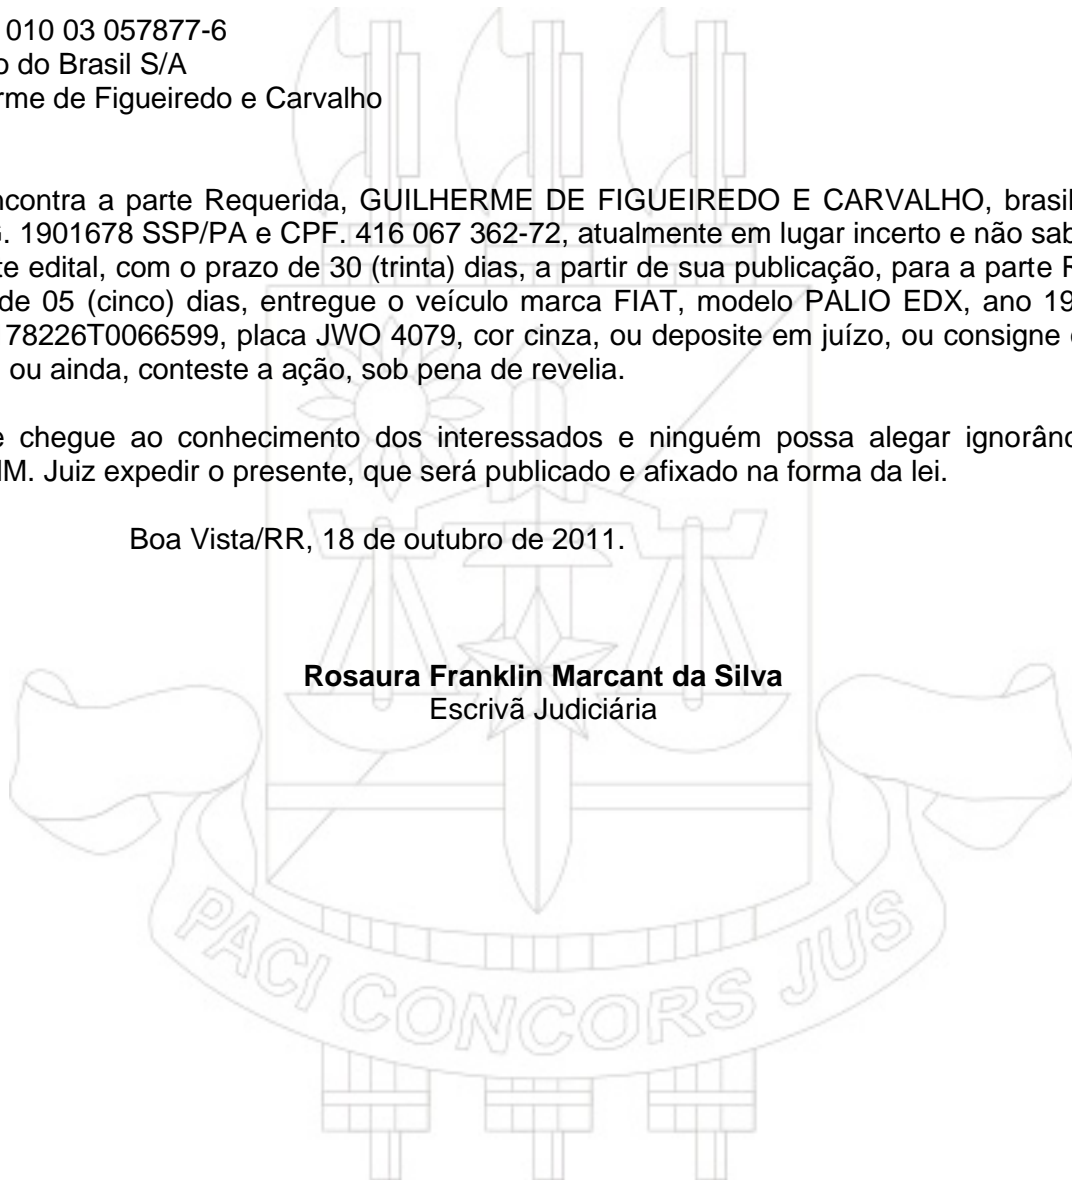 010 03 057877-6
o do Brasil S/A
rme de Figueiredo e Carvalho
ncontra a parte Requerida, GUILHERME DE FIGUEIREDO E CARVALHO, brasil
. 1901678 SSP/PA e CPF. 416 067 362-72, atualmente em lugar incerto e não sab
te edital, com o prazo de 30 (trinta) dias, a partir de sua publicação, para a parte
de 05 (cinco) dias, entregue o veículo marca FIAT, modelo PALIO EDX, ano 19
78226T0066599, placa JWO 4079, cor cinza, ou deposite em juízo, ou consigne
ou ainda, conteste a ação, sob pena de revelia.
e chegue ao conhecimento dos interessados e ninguém possa alegar ignorânc
M. Juiz expedir o presente, que será publicado e afixado na forma da lei.
Boa Vista/RR, 18 de outubro de 2011.
Rosaura Franklin Marcant da Silva
Escrivã Judiciária
PACI CONCORS JUS